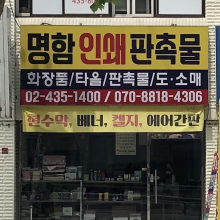 명함 인쇄 판촉물
화장품/타올/판촉물/도·소매
02-435-1400 / 070-8818-4306
현수막, 배너, 켈지, 에어간판